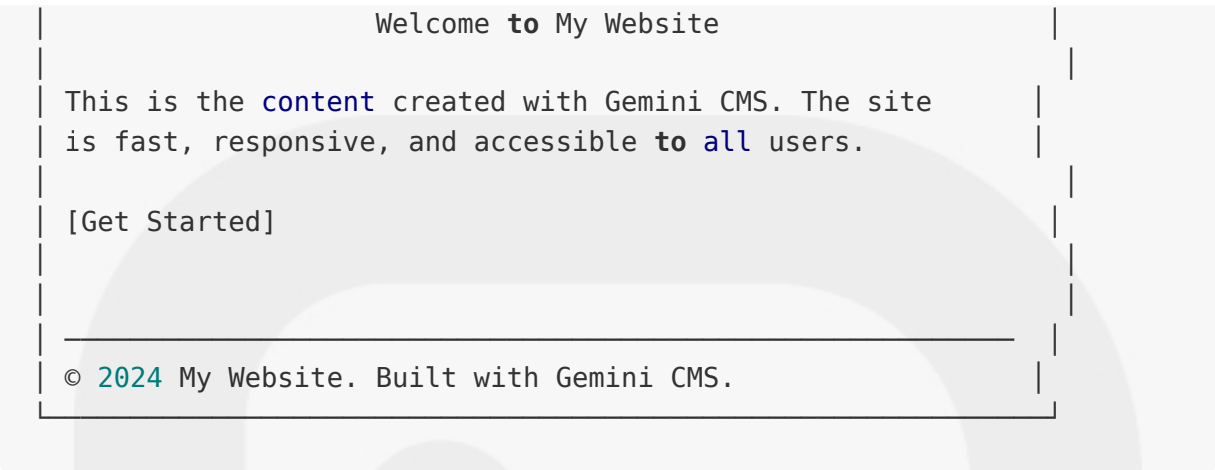 Welcome to My Website
This is the content created with Gemini CMS. The site
is fast, responsive, and accessible to all users.
[Get Started]
© 2024 My Website. Built with Gemini CMS.